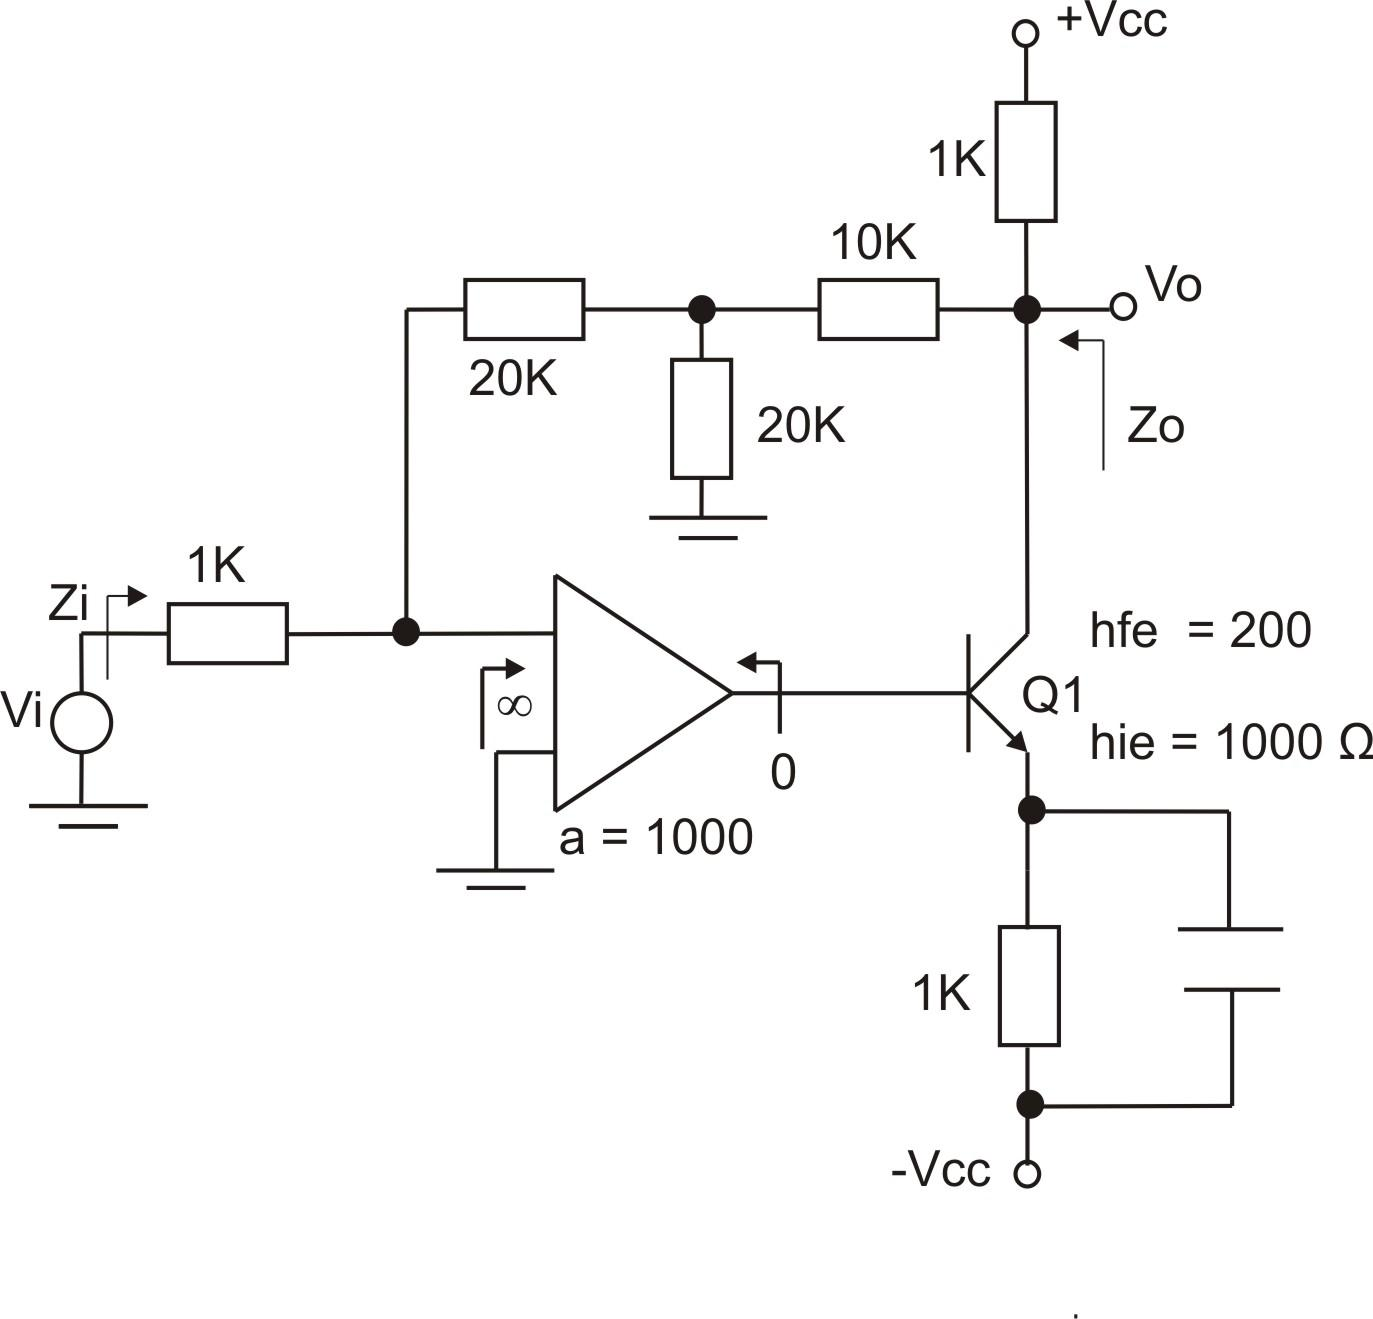 +Vcc
1K
10K
Vo
20K
20K
Zo
1K
Zi
hfe = 200
Vi
∞
Q1
hie = 1000 Ω
0
a = 1000
1K
-Vcc
.